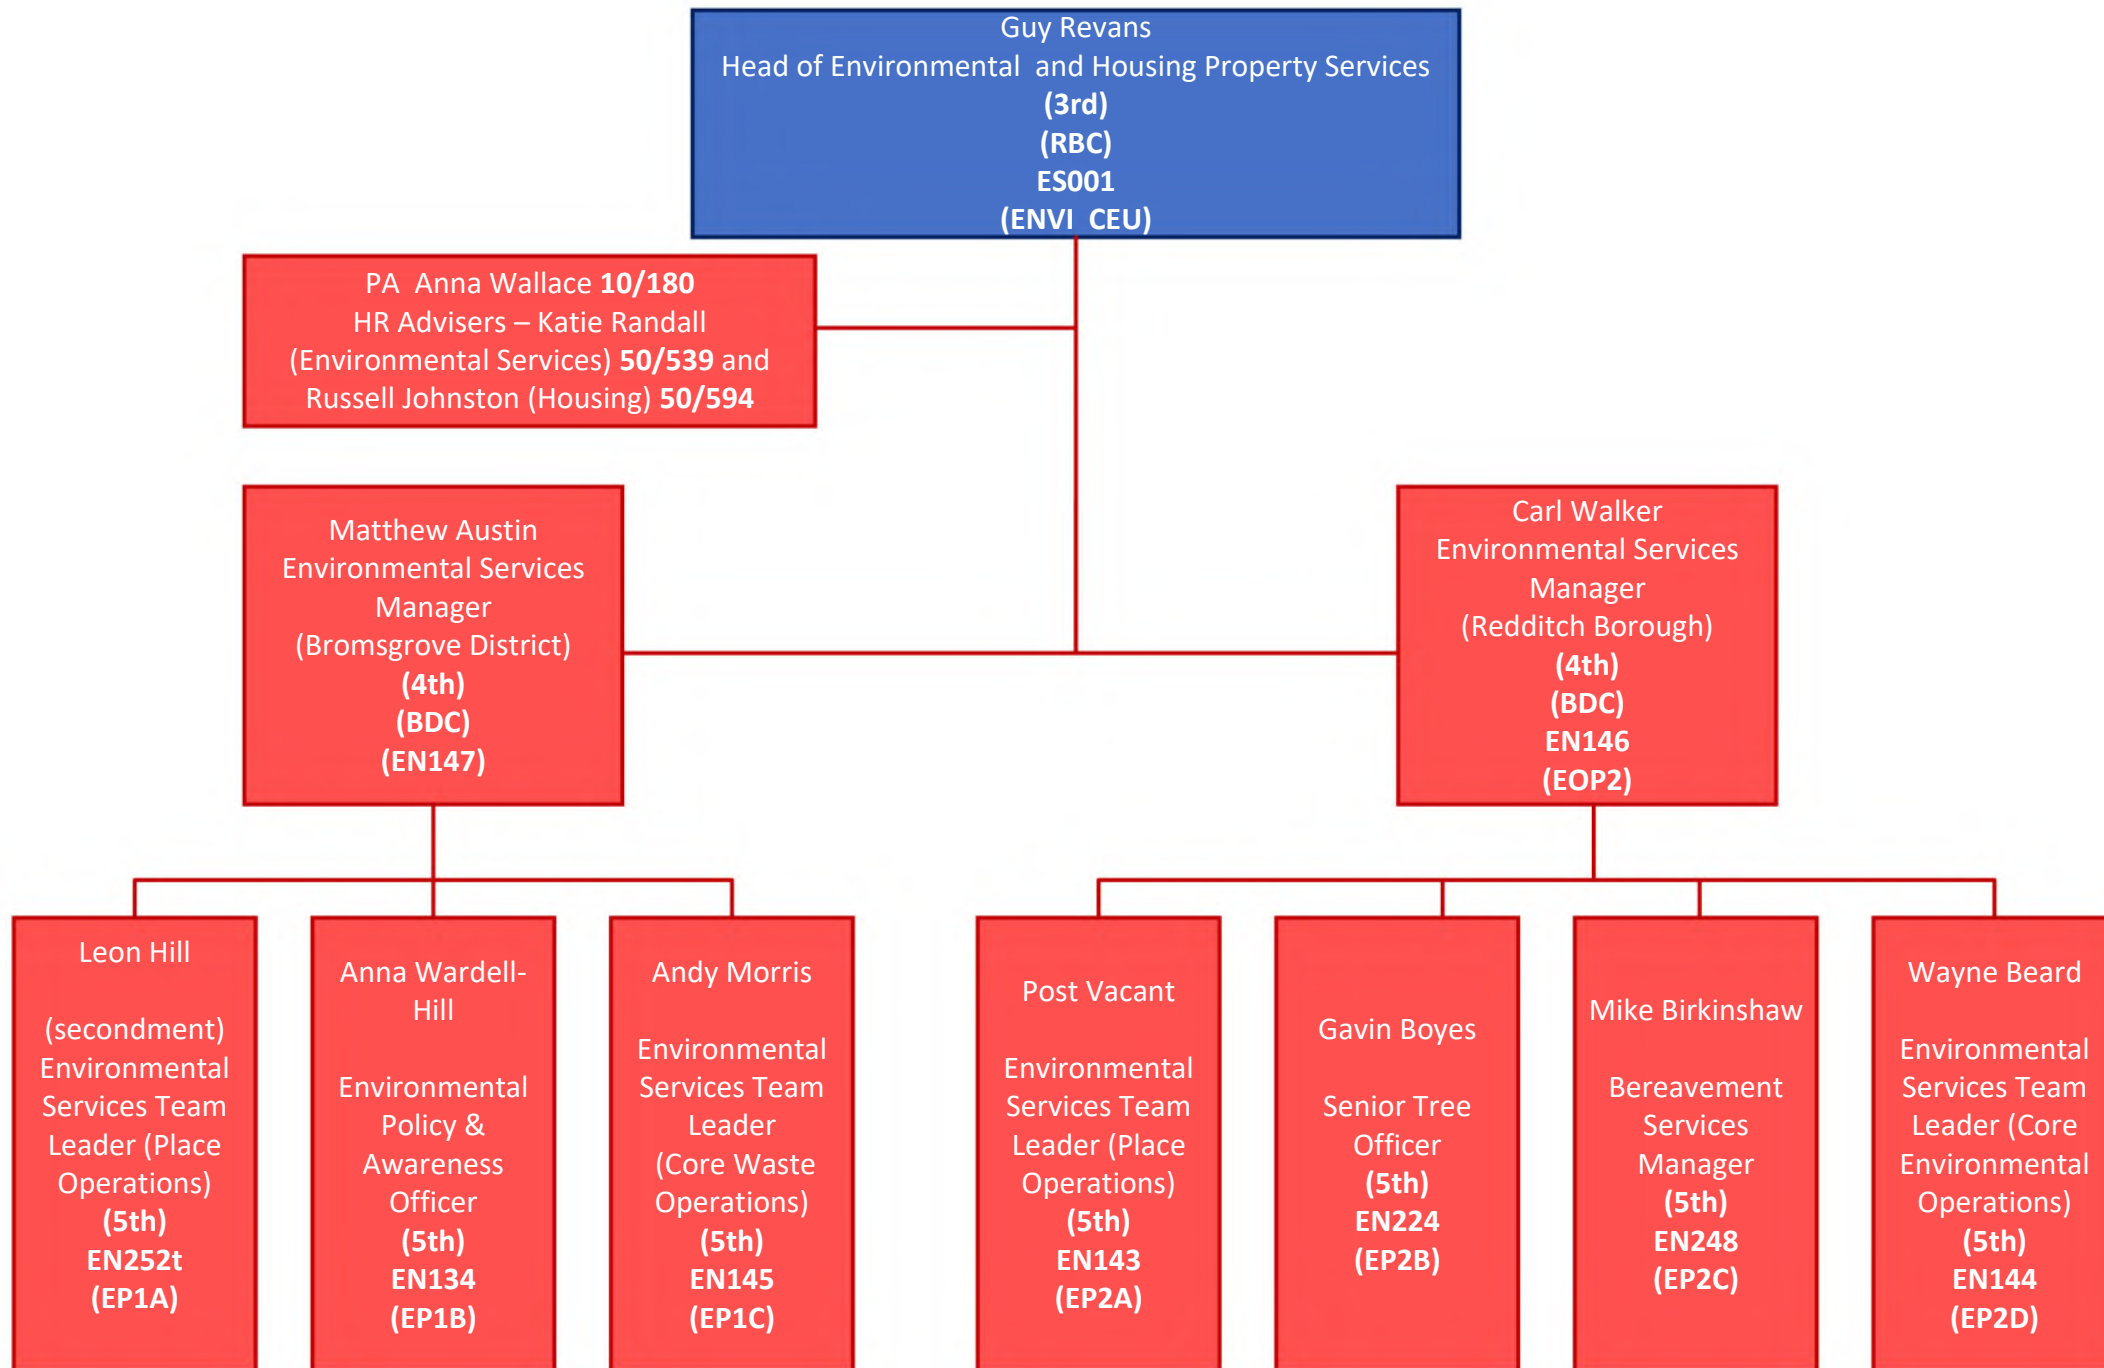 Guy Revans
Head of Environmental and Housing Property Services
(3rd)
(RBC)
ES001
(ENVI CEU)
PA Anna Wallace 10/180
HR Advisers – Katie Randall
(Environmental Services) 50/539 and
Russell Johnston (Housing) 50/594
Matthew Austin
Environmental Services
Manager
(Bromsgrove District)
(4th)
(BDC)
(EN147)
Carl Walker
Environmental Services
Manager
(Redditch Borough)
(4th)
(BDC)
EN146
(EOP2)
Leon Hill
(secondment)
Environmental
Services Team
Leader (Place
Operations)
(5th)
EN252t
(EP1A)
Anna Wardell-
Hill
Environmental
Policy &
Awareness
Officer
(5th)
EN134
(EP1B)
Andy Morris
Environmental
Services Team
Leader
(Core Waste
Operations)
(5th)
EN145
(EP1C)
Post Vacant
Environmental
Services Team
Leader (Place
Operations)
(5th)
EN143
(EP2A)
Gavin Boyes
Senior Tree
Officer
(5th)
EN224
(EP2B)
Mike Birkinshaw
Bereavement
Services
Manager
(5th)
EN248
(EP2C)
Wayne Beard
Environmental
Services Team
Leader (Core
Environmental
Operations)
(5th)
EN144
(EP2D)